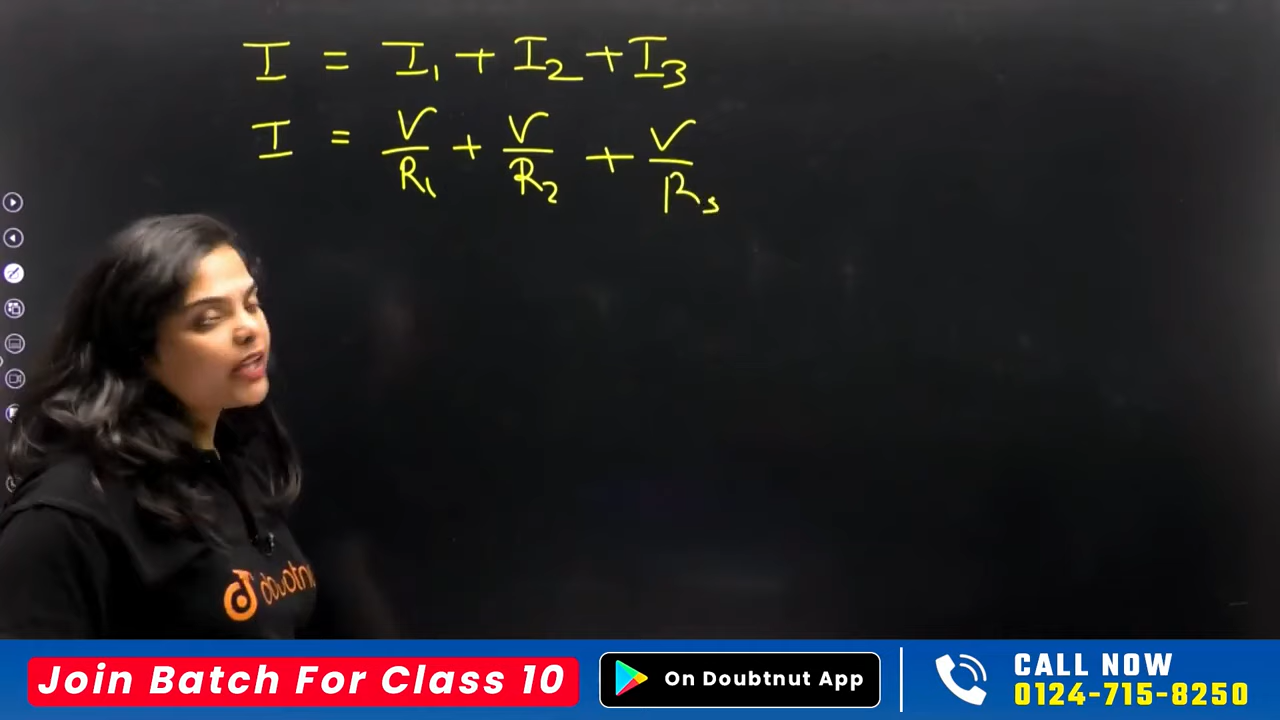 I = I₁ + I₂ + I₃
I = V/R₁ + V/R₂ + V/R₃
doubtnut
Join Batch For Class 10
On Doubtnut App
CALL NOW
0124-715-8250